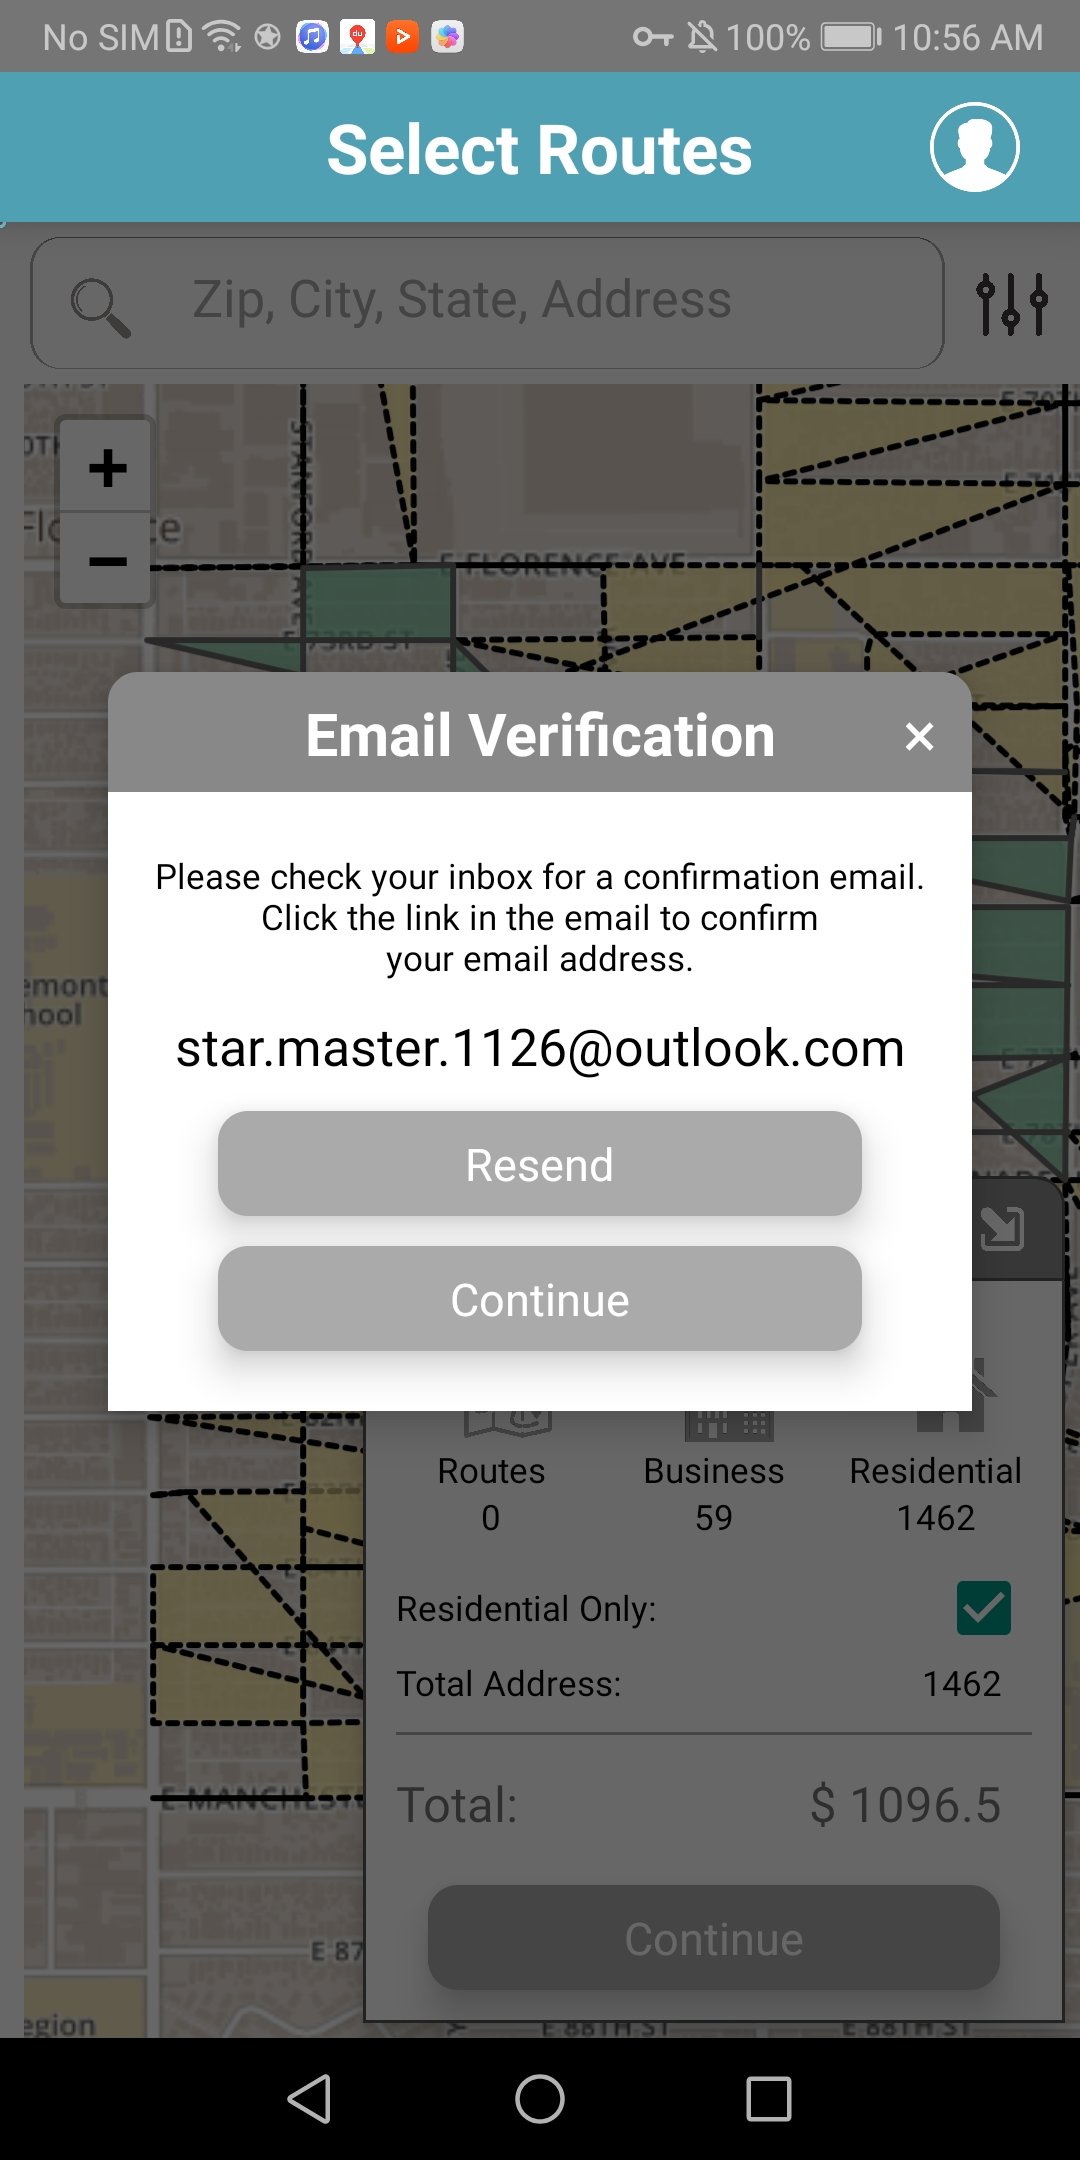 No SIM 100% 10:56 AM
Select Routes
Zip, City, State, Address
+
−
E FLORENCE AVE
E 73RD ST
Email Verification ×
Please check your inbox for a confirmation email.
Click the link in the email to confirm
your email address.
star.master.1126@outlook.com
Resend
Continue
Routes Business Residential
0 59 1462
Residential Only:
Total Address: 1462
Total: $ 1096.5
E 87
Continue
egion
E 88TH ST E 88TH ST